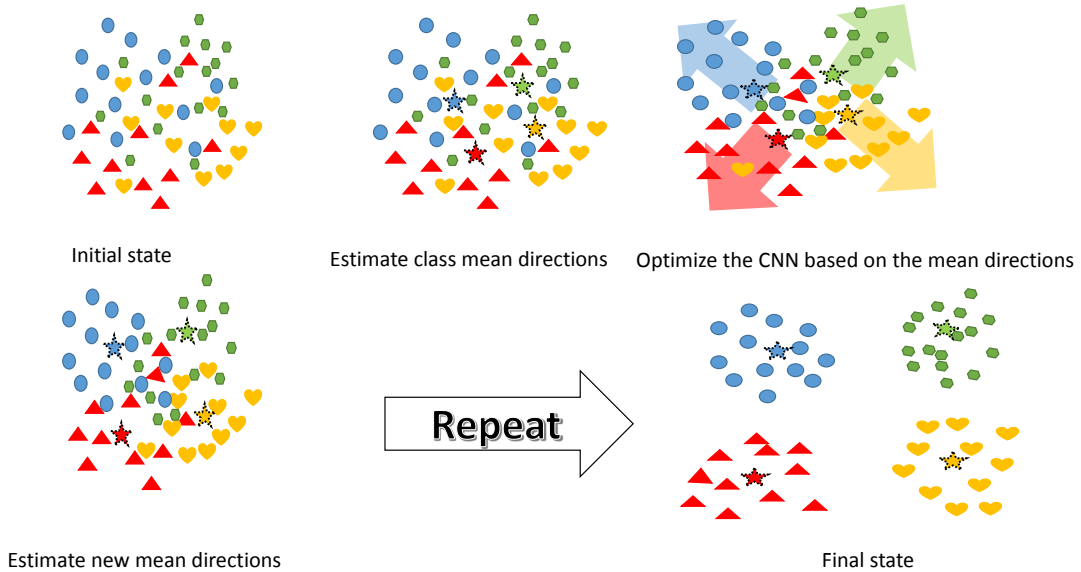 Initial state
Estimate class mean directions
Optimize the CNN based on the mean directions
Repeat
Estimate new mean directions
Final state